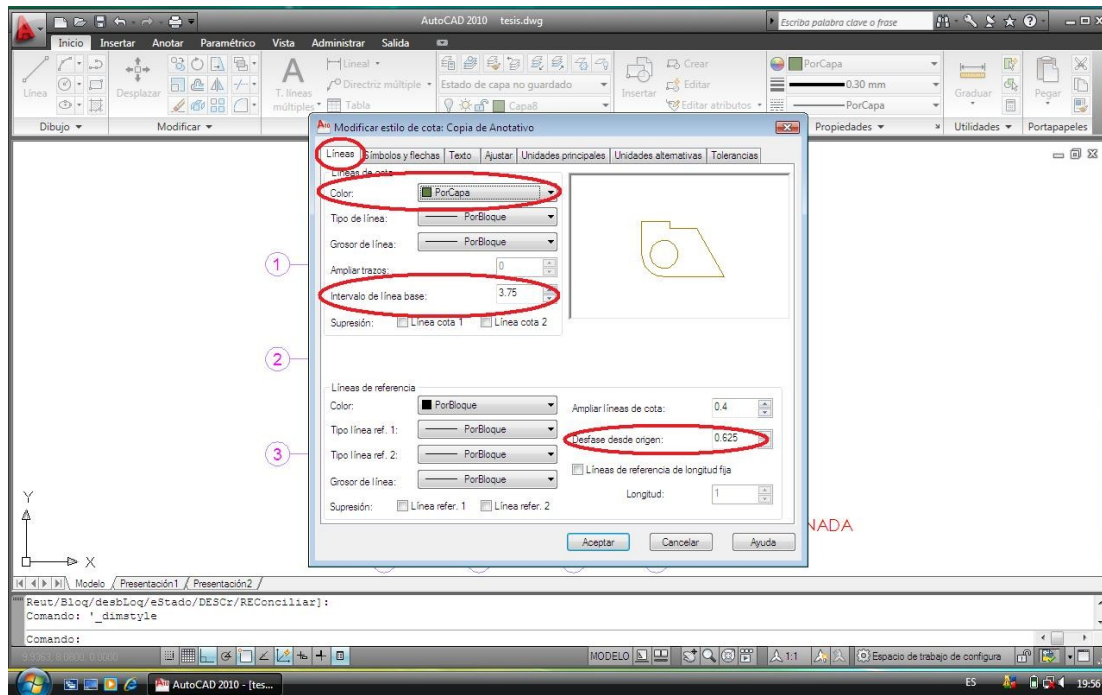 AutoCAD 2010 tesis.dwg
Escriba palabra clave o frase
Inicio Insertar Anotar Paramétrico Vista Administrar Salida
Línea
Desplazar
T. líneas múltiples
Lineal
Directriz múltiple
Tabla
Estado de capa no guardado
Capa8
Insertar
Crear
Editar
Editar atributos
PorCapa
0.30 mm
PorCapa
Graduar
Pegar
Dibujo Modificar Propiedades Utilidades Portapapeles
Modificar estilo de cota: Copia de Anotativo
Líneas Símbolos y flechas Texto Ajustar Unidades principales Unidades alternativas Tolerancias
Líneas de cota
Color: PorCapa
Tipo de línea: PorBloque
Grosor de línea: PorBloque
Ampliar trazos: 0
Intervalo de línea base: 3.75
Supresión: Línea cota 1 Línea cota 2
Líneas de referencia
Color: PorBloque
Tipo línea ref. 1: PorBloque
Tipo línea ref. 2: PorBloque
Grosor de línea: PorBloque
Supresión: Línea refer. 1 Línea refer. 2
Ampliar líneas de cota: 0.4
Desfase desde origen: 0.625
Líneas de referencia de longitud fija
Longitud: 1
Aceptar Cancelar Ayuda
1
2
3
NADA
Y
X
Modelo Presentación1 Presentación2
Reut/Bloq/desbLoq/eStado/DESCr/REConciliar]:
Comando: '_dimstyle
Comando:
MODELO
1:1
Espacio de trabajo de configura
AutoCAD 2010 - [tes...
ES
19:56